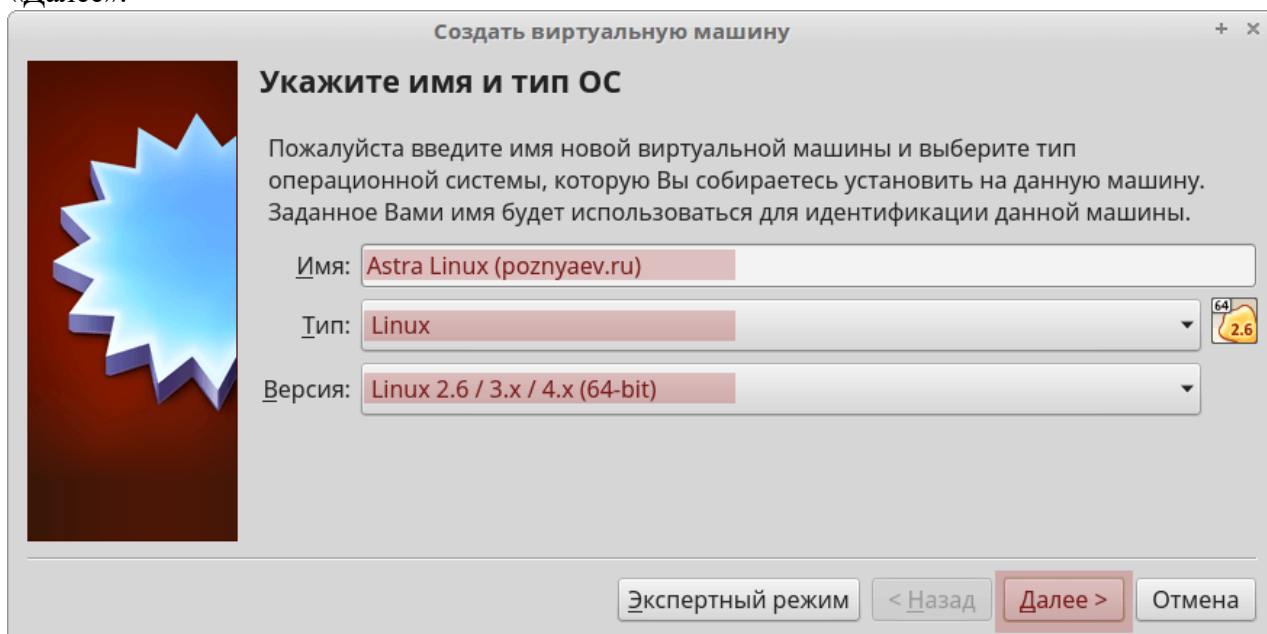 «Далее».
Создать виртуальную машину
Укажите имя и тип ОС
Пожалуйста введите имя новой виртуальной машины и выберите тип
операционной системы, которую Вы собираетесь установить на данную машину.
Заданное Вами имя будет использоваться для идентификации данной машины.
Имя: Astra Linux (poznyaev.ru)
Тип: Linux
64
2.6
Версия: Linux 2.6 / 3.x / 4.x (64-bit)
Экспертный режим < Назад Далее > Отмена